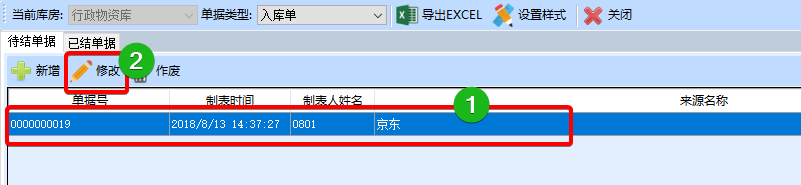 当前库房: 行政物资库 单据类型: 入库单 导出EXCEL 设置样式 关闭
待结单据 已结单据
新增 修改 2 作废
单据号 制表时间 制表人姓名 1 来源名称
0000000019 2018/8/13 14:37:27 0801 京东